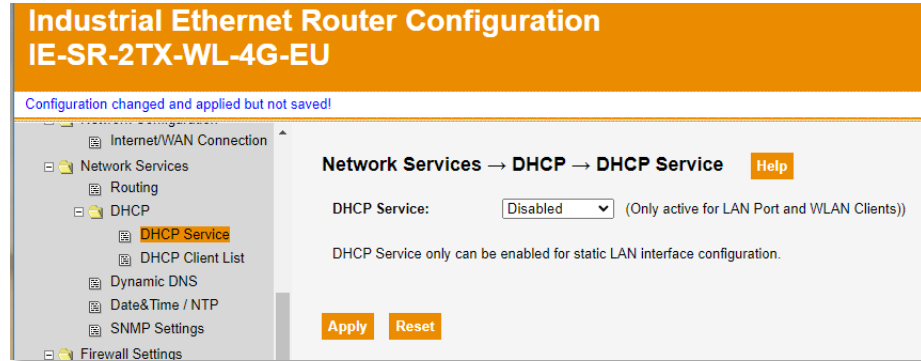 Industrial Ethernet Router Configuration
IE-SR-2TX-WL-4G-EU
Configuration changed and applied but not saved!
Network Configuration
Internet/WAN Connection
Network Services
Routing
DHCP
DHCP Service
DHCP Client List
Dynamic DNS
Date&Time / NTP
SNMP Settings
Firewall Settings
Network Services → DHCP → DHCP Service Help
DHCP Service: Disabled (Only active for LAN Port and WLAN Clients))
DHCP Service only can be enabled for static LAN interface configuration.
Apply Reset